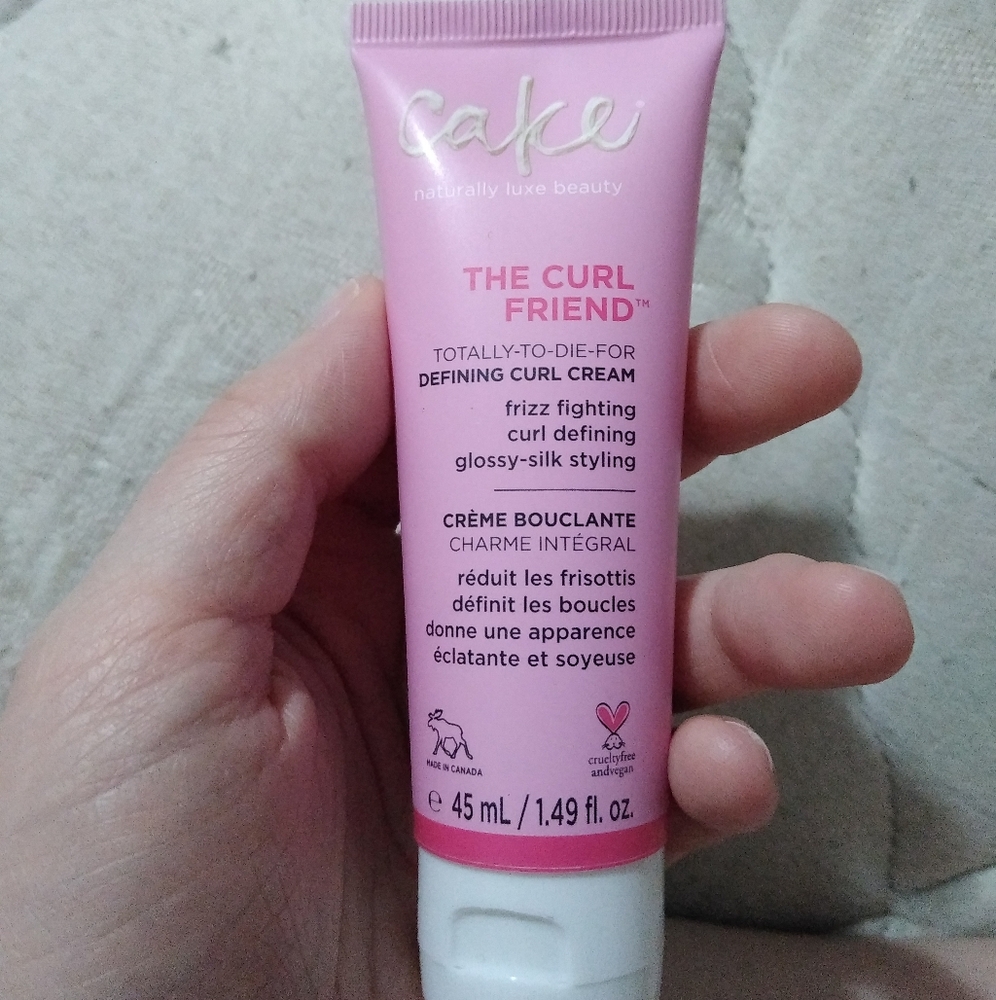 cake
naturally luxe beauty
THE CURL
FRIEND™
TOTALLY-TO-DIE-FOR
DEFINING CURL CREAM
frizz fighting
curl defining
glossy-silk styling
CRÈME BOUCLANTE
CHARME INTÉGRAL
réduit les frisottis
définit les boucles
donne une apparence
éclatante et soyeuse
MADE IN CANADA
crueltyfree
andvegan
℮ 45 mL / 1.49 fl. oz.